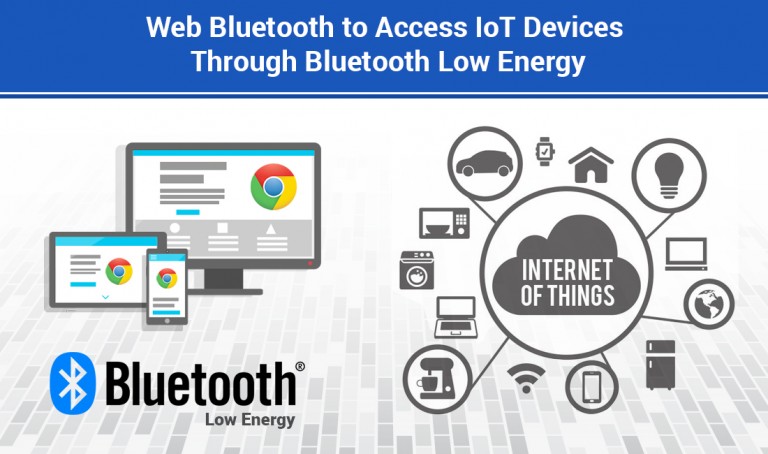 Web Bluetooth to Access IoT Devices
Through Bluetooth Low Energy
INTERNET
OF THINGS
Bluetooth®
Low Energy